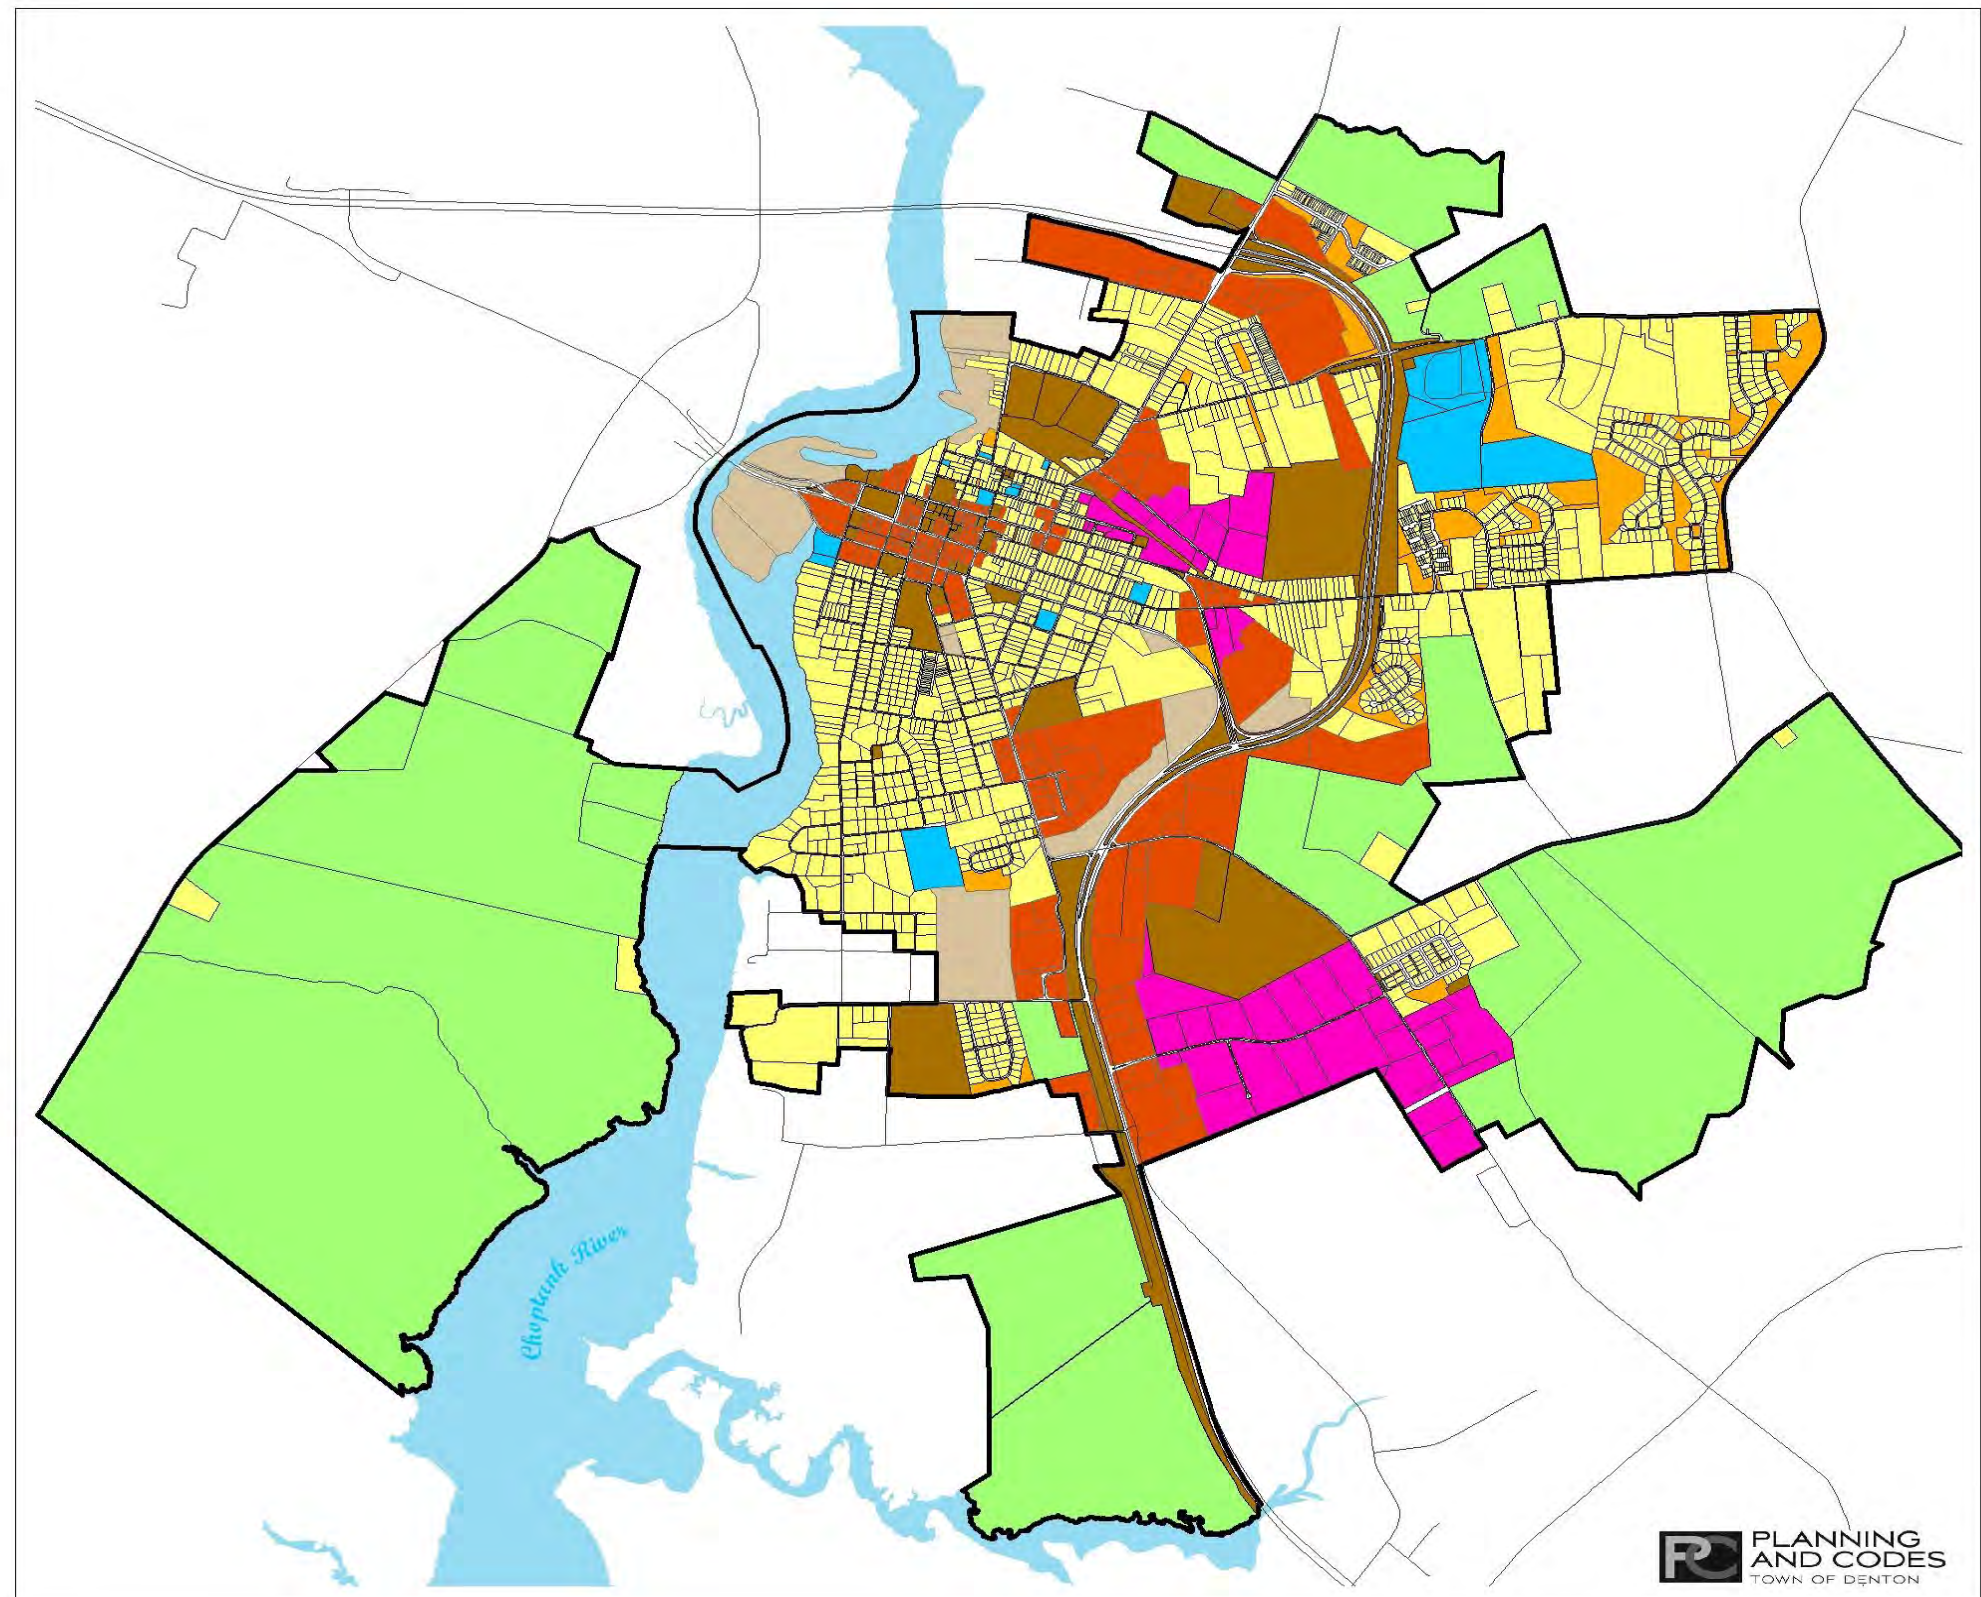 Choptank River
PC
PLANNING
AND CODES
TOWN OF DENTON